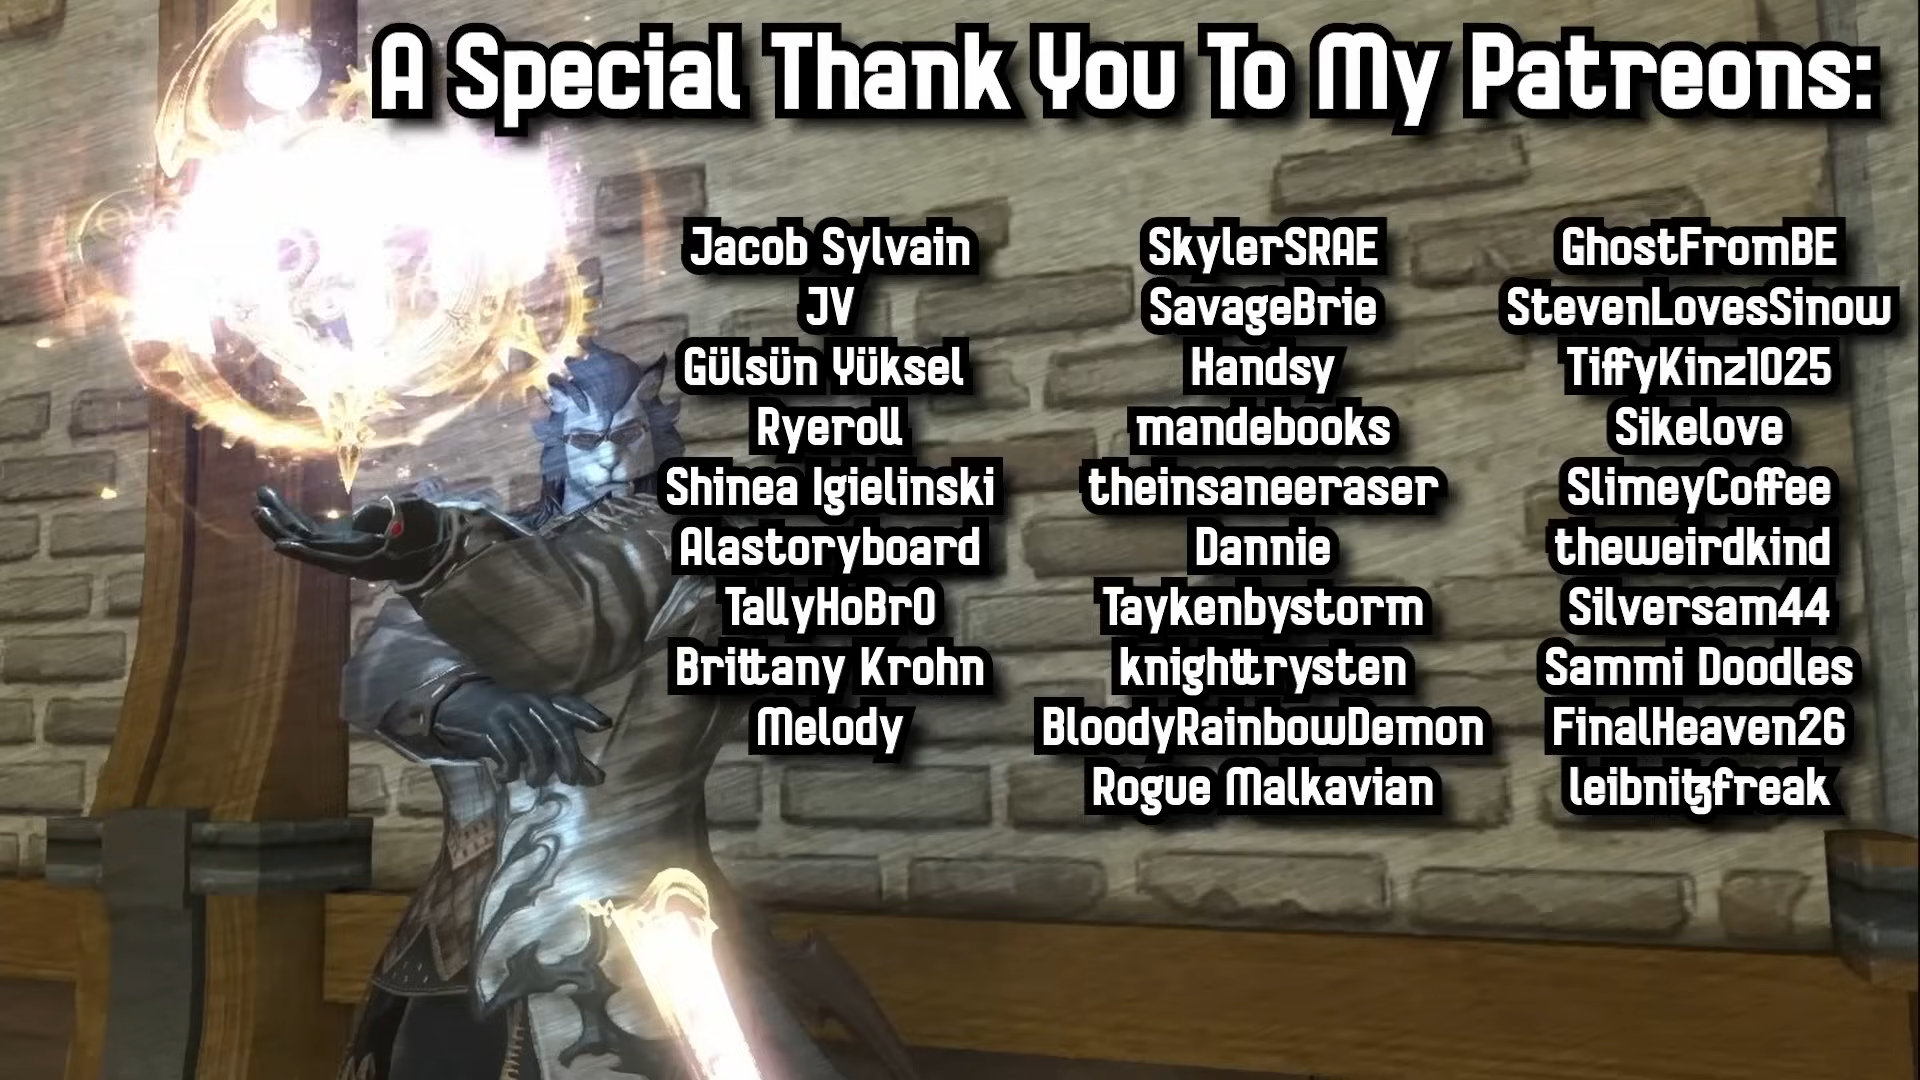 A Special Thank You To My Patreons:
Jacob Sylvain
JV
Gülsün Yüksel
Ryeroll
Shinea Igielinski
Alastoryboard
TallyHoBr0
Brittany Krohn
Melody
SkylerSRAE
SavageBrie
Handsy
mandebooks
theinsaneeraser
Dannie
Taykenbystorm
knighttrysten
BloodyRainbowDemon
Rogue Malkavian
GhostFromBE
StevenLovesSinow
TiffyKinz1025
Sikelove
SlimeyCoffee
theweirdkind
Silversam44
Sammi Doodles
FinalHeaven26
leibnitzfreak